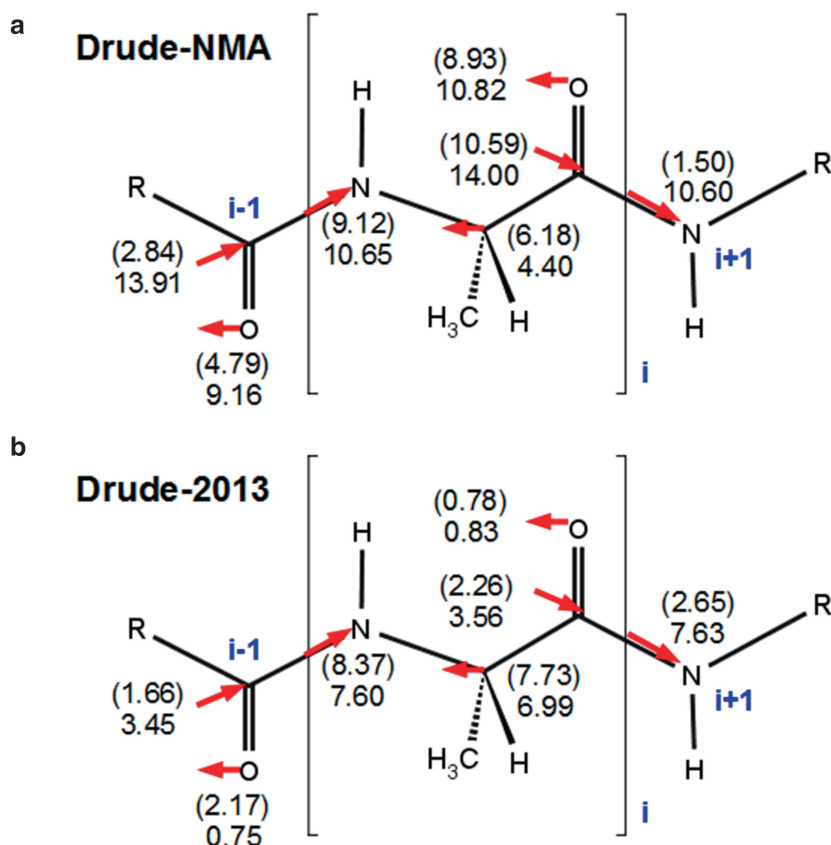 a
Drude-NMA
H
(8.93)
10.82
O
(10.59)
14.00
(1.50)
10.60
R
R
i-1
N
(2.84)
13.91
(9.12)
10.65
(6.18)
4.40
N
i+1
O
H3C
H
H
(4.79)
9.16
i
b
Drude-2013
H
(0.78)
0.83
O
(2.26)
3.56
(2.65)
7.63
R
R
i-1
N
(1.66)
3.45
(8.37)
7.60
(7.73)
6.99
N
i+1
O
H3C
H
H
(2.17)
0.75
i